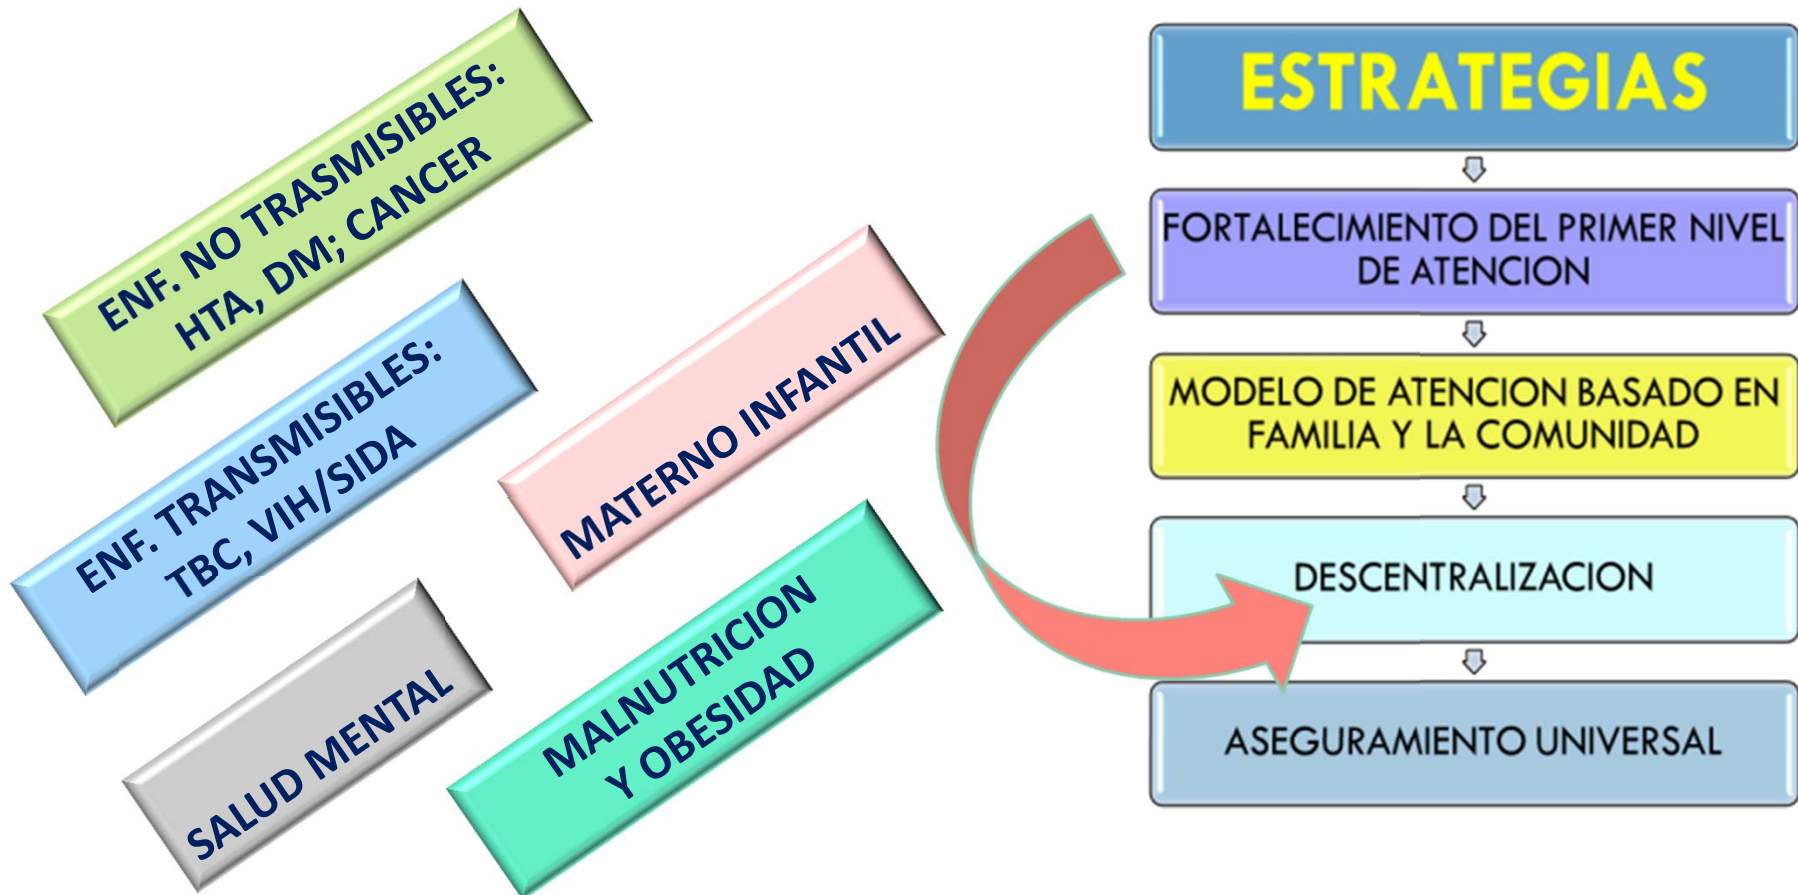 ENF. NO TRASMISIBLES:
HTA, DM; CANCER
ENF. TRANSMISIBLES:
TBC, VIH/SIDA
MATERNO INFANTIL
SALUD MENTAL
MALNUTRICION
Y OBESIDAD
ESTRATEGIAS
FORTALECIMIENTO DEL PRIMER NIVEL
DE ATENCION
MODELO DE ATENCION BASADO EN
FAMILIA Y LA COMUNIDAD
DESCENTRALIZACION
ASEGURAMIENTO UNIVERSAL